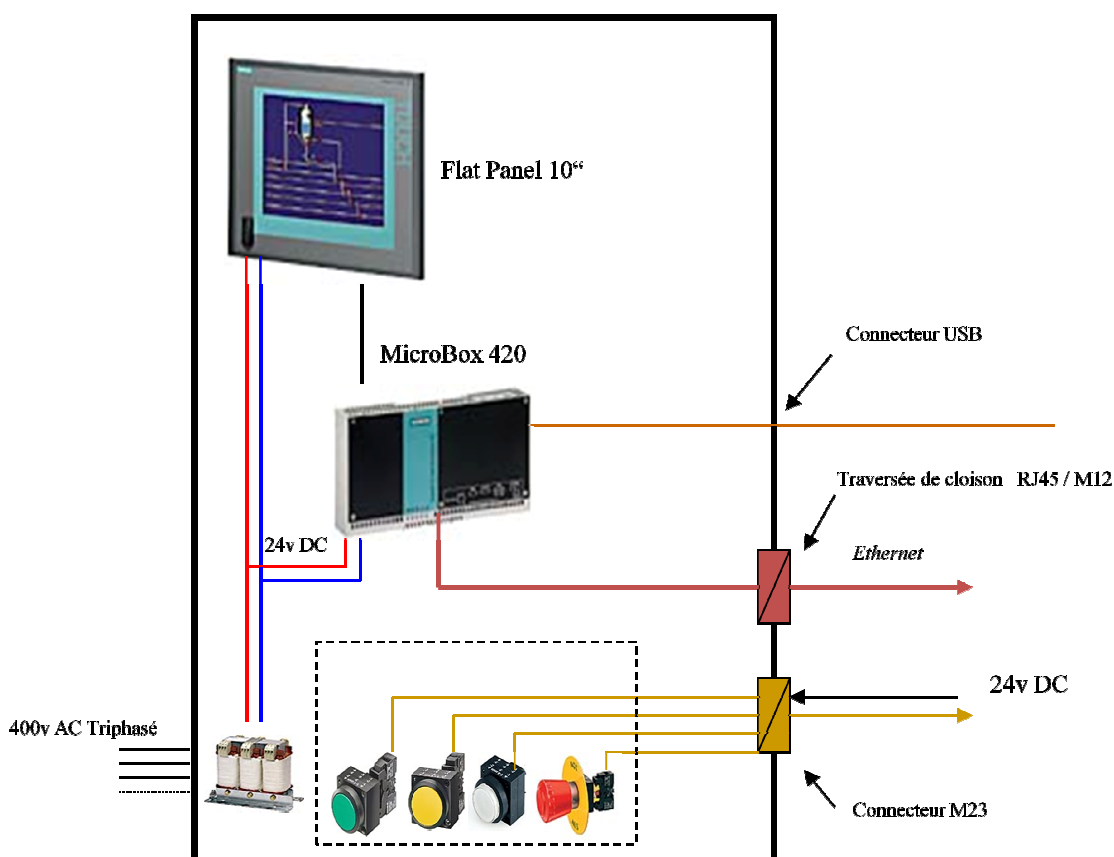 Flat Panel 10“
Connecteur USB
MicroBox 420
Traversée de cloison RJ45 / M12
24v DC
Ethernet
24v DC
400v AC Triphasé
Connecteur M23